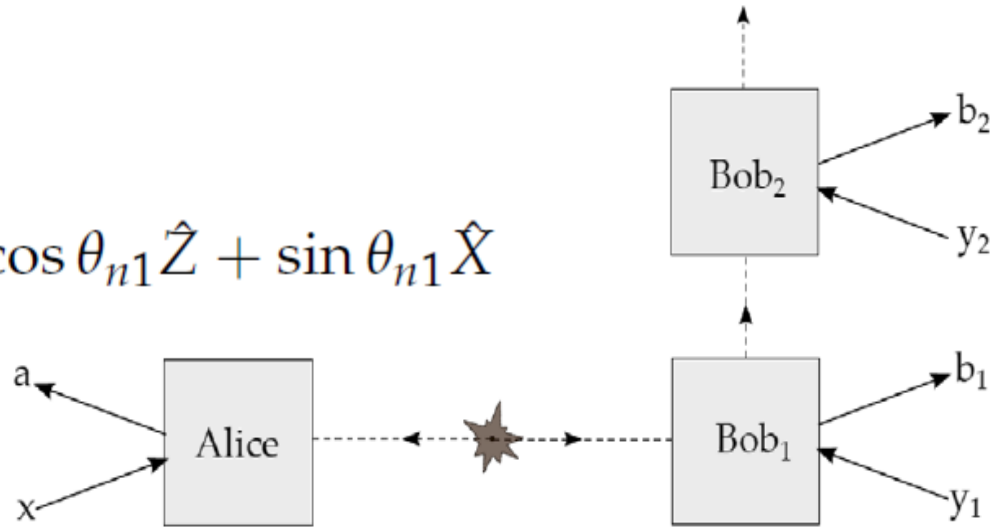 cos θ_{n1} Ẑ + sin θ_{n1} X̂
b₂
Bob₂
y₂
a
Alice
x
b₁
Bob₁
y₁